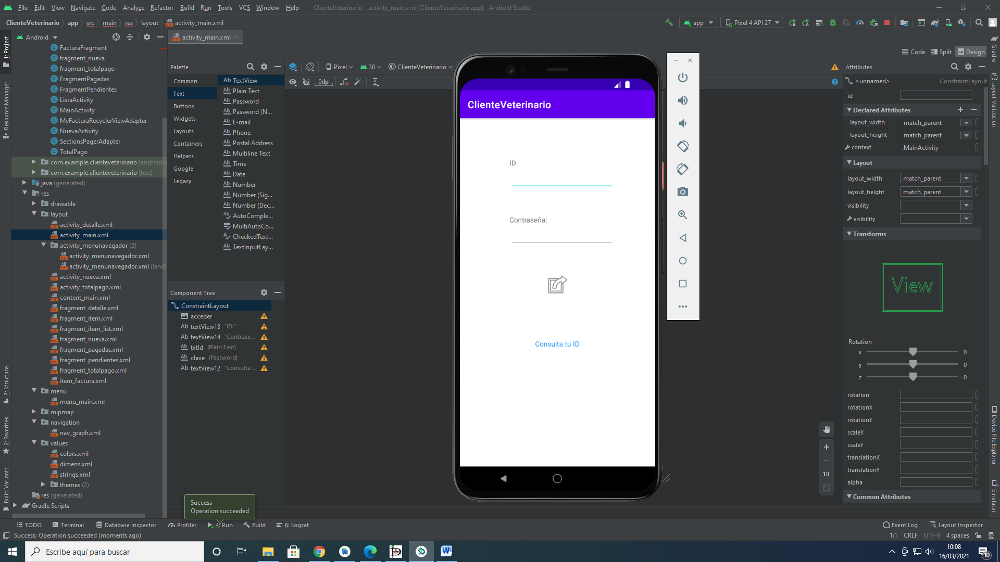 File Edit View Navigate Code Analyze Refactor Build Run Tools VCS Window Help ClienteVeterinario - activity_main.xml [ClienteVeterinario.app] - Android Studio
ClienteVeterinario app src main res layout activity_main.xml app Pixel 4 API 27
Android activity_main.xml
1: Project
Resource Manager
7: Structure
2: Favorites
Build Variants
FacturaFragment
fragment_nueva
fragment_totalpago
FragmentPagadas
FragmentPendientes
ListaActivity
MainActivity
MyFacturaRecyclerViewAdapter
NuevaActivity
SectionsPagerAdapter
TotalPago
com.example.clienteveterinario (androidTe
com.example.clienteveterinario (test)
java (generated)
res
drawable
layout
activity_detalle.xml
activity_main.xml
activity_menunavegador (2)
activity_menunavegador.xml
activity_menunavegador.xml (land)
activity_nueva.xml
activity_totalpago.xml
content_main.xml
fragment_detalle.xml
fragment_item.xml
fragment_item_list.xml
fragment_nueva.xml
fragment_pagadas.xml
fragment_pendientes.xml
fragment_totalpago.xml
item_factura.xml
menu
menu_main.xml
mipmap
navigation
nav_graph.xml
values
colors.xml
dimens.xml
strings.xml
themes (2)
res (generated)
Gradle Scripts
Code Split Design
Palette
Common
Text
Buttons
Widgets
Layouts
Containers
Helpers
Google
Legacy
Ab TextView
Ab Plain Text
Ab Password
Ab Password (N...
Ab E-mail
Ab Phone
Ab Postal Address
Ab Multiline Text
Ab Time
Ab Date
Ab Number
Ab Number (Sig...
Ab Number (Dec...
AutoComple...
MultiAutoCo...
CheckedText...
Ab TextInputLay...
Pixel 30 ClienteVeterinario
0dp
Component Tree
ConstraintLayout
acceder
Ab textView13 "ID:"
Ab textView14 "Contrase...
Ab txtId (Plain Text)
Ab clave (Password)
Ab textView12 "Consulta ...
ClienteVeterinario
ID:
Contraseña:
Consulta tu ID
1:1
Attributes
<unnamed> ConstraintLayout
id
Declared Attributes
layout_width match_parent
layout_height match_parent
context .MainActivity
Layout
layout_width match_parent
layout_height match_parent
visibility
visibility
Transforms
View
Rotation
x 0
y 0
z 0
rotation
rotationX
rotationY
scaleX
scaleY
translationX
translationY
alpha
Common Attributes
Gradle
Layout Validation
Device File Explorer
Emulator
Success
Operation succeeded
TODO Terminal Database Inspector Profiler 4: Run Build 6: Logcat Event Log Layout Inspector
Success: Operation succeeded (moments ago) 1:1 CRLF UTF-8 4 spaces
Escribe aquí para buscar
10:08
16/03/2021
10